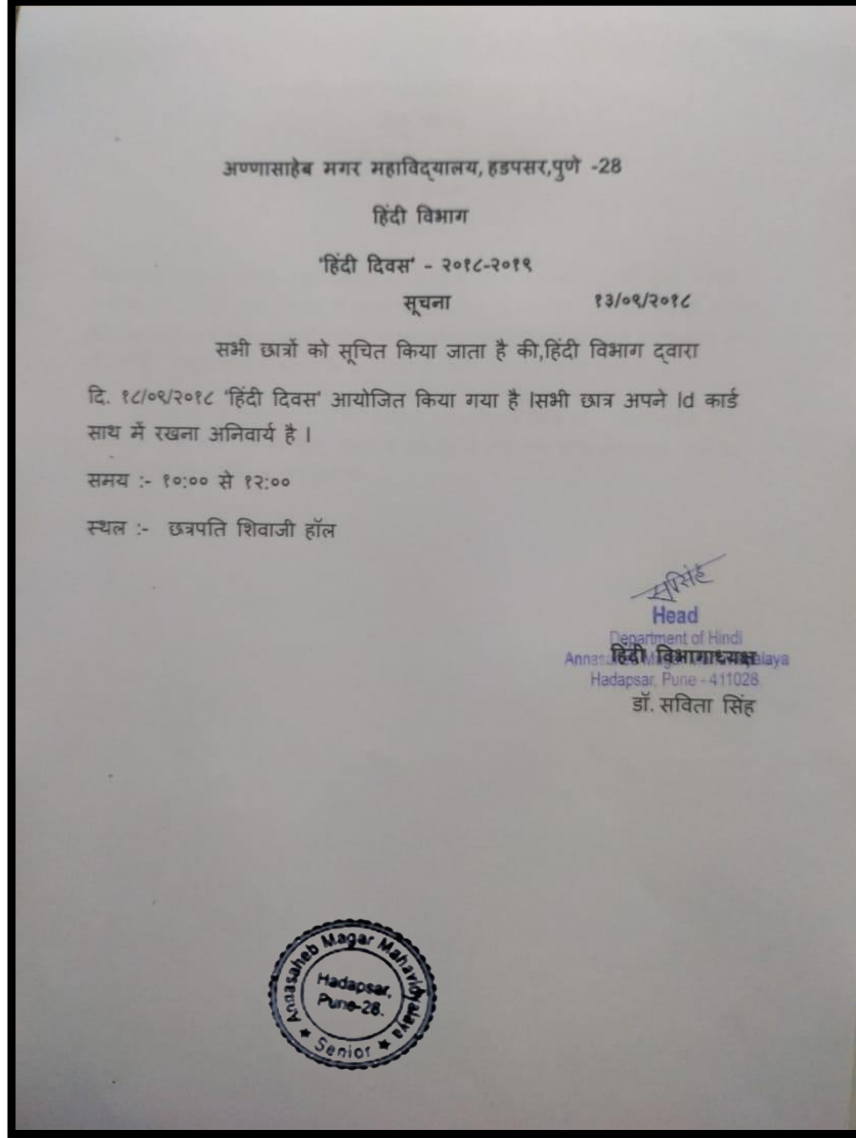 अण्णासाहेब मगर महाविद्यालय,हडपसर,पुणे -28
हिंदी विभाग
'हिंदी दिवस' - २०१८-२०१९
सूचना १३/०९/२०१८
सभी छात्रों को सूचित किया जाता है की,हिंदी विभाग द्वारा
दि. १८/०९/२०१८ 'हिंदी दिवस' आयोजित किया गया है ।सभी छात्र अपने Id कार्ड
साथ में रखना अनिवार्य है ।
समय :- १०:०० से १२:००
स्थल :- छत्रपति शिवाजी हॉल
Head
Department of Hindi
हिंदी विभागाध्यक्ष
Hadapsar, Pune - 411028.
डॉ. सविता सिंह
Annasaheb Magar Mahavidyalaya
Hadapsar,
Pune-28.
★ Senior ★